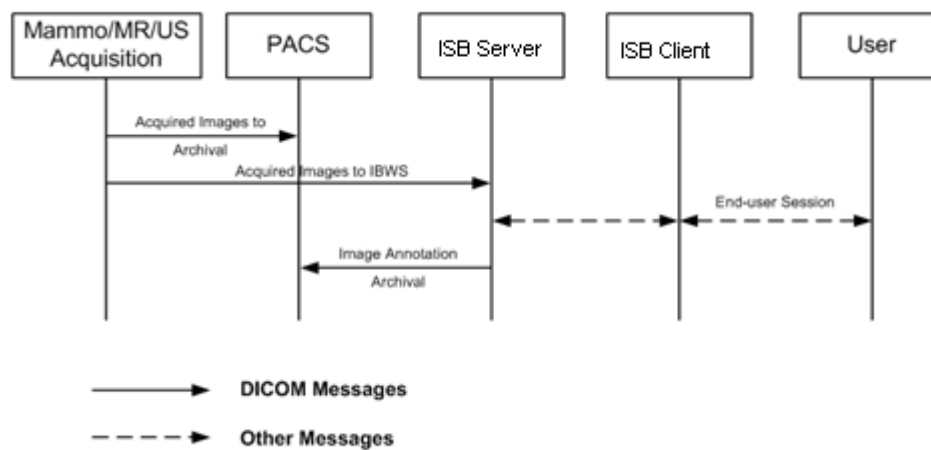 Mammo/MR/US
Acquisition
PACS
ISB Server
ISB Client
User
Acquired Images to
Archival
Acquired Images to IBWS
End-user Session
Image Annotation
Archival
DICOM Messages
Other Messages